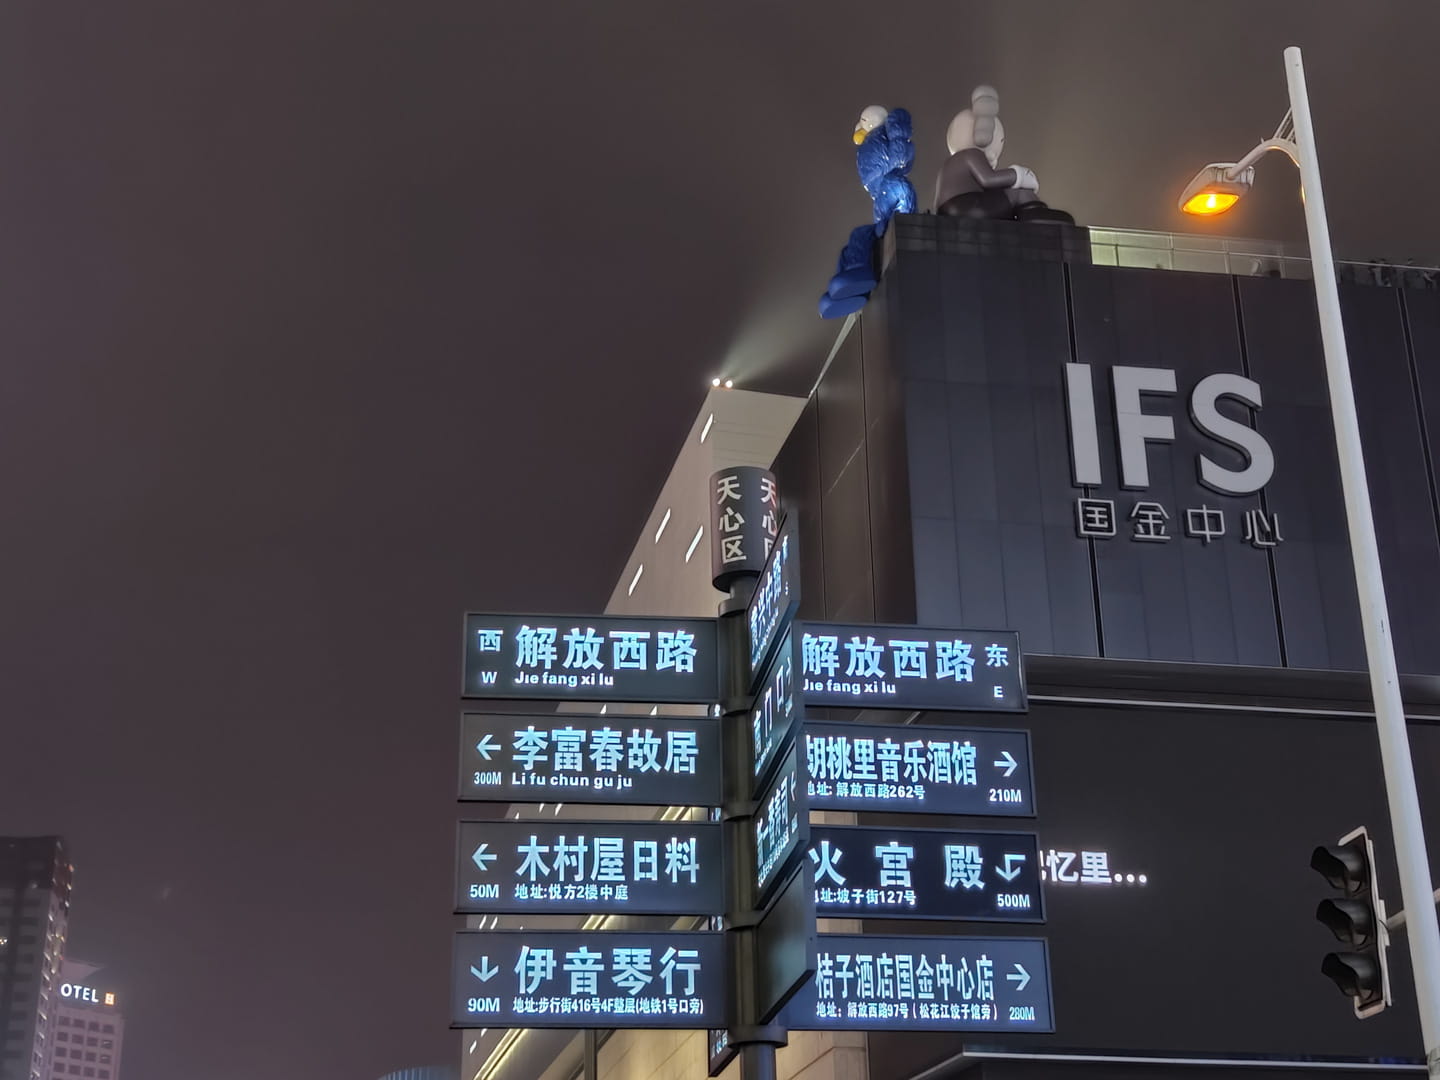 IFS
国金中心
天心区
天心区
西 解放西路
W Jie fang xi lu
李富春故居
300M Li fu chun gu ju
木村屋日料
50M 地址:悦方2楼中庭
伊音琴行
90M 地址:步行街416号4F整层(地铁1号口旁)
解放西路 东
Jie fang xi lu E
胡桃里音乐酒馆
地址: 解放西路262号 210M
火宫殿
地址:坡子街127号 500M
桔子酒店国金中心店
地址: 解放西路97号 ( 松花江饺子馆旁 ) 280M
忆里...
OTEL